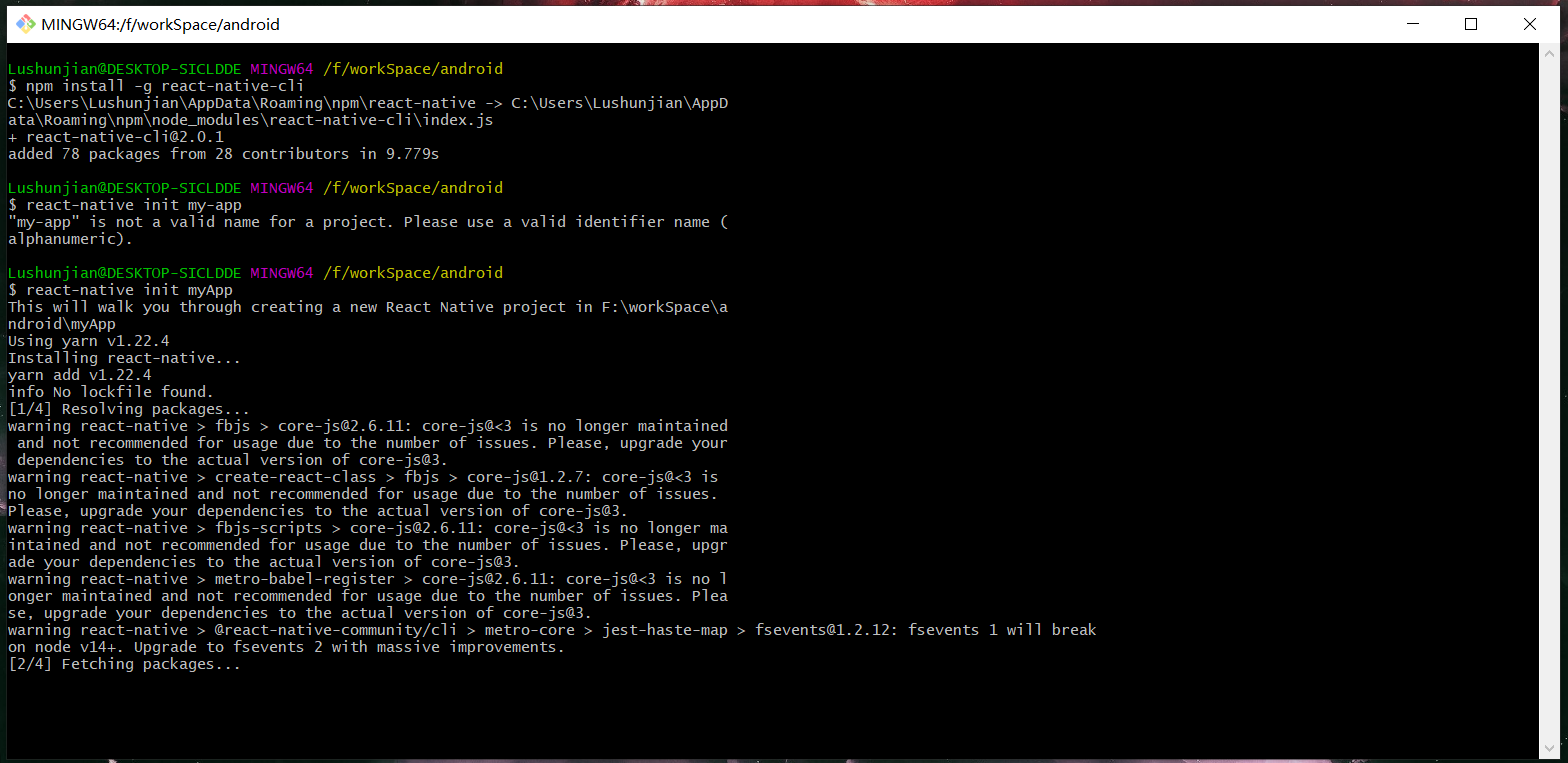 MINGW64:/f/workSpace/android
Lushunjian@DESKTOP-SICLDDE MINGW64 /f/workSpace/android
$ npm install -g react-native-cli
C:\Users\Lushunjian\AppData\Roaming\npm\react-native -> C:\Users\Lushunjian\AppD
ata\Roaming\npm\node_modules\react-native-cli\index.js
+ react-native-cli@2.0.1
added 78 packages from 28 contributors in 9.779s
Lushunjian@DESKTOP-SICLDDE MINGW64 /f/workSpace/android
$ react-native init my-app
"my-app" is not a valid name for a project. Please use a valid identifier name (
alphanumeric).
Lushunjian@DESKTOP-SICLDDE MINGW64 /f/workSpace/android
$ react-native init myApp
This will walk you through creating a new React Native project in F:\workSpace\a
ndroid\myApp
Using yarn v1.22.4
Installing react-native...
yarn add v1.22.4
info No lockfile found.
[1/4] Resolving packages...
warning react-native > fbjs > core-js@2.6.11: core-js@<3 is no longer maintained
 and not recommended for usage due to the number of issues. Please, upgrade your
 dependencies to the actual version of core-js@3.
warning react-native > create-react-class > fbjs > core-js@1.2.7: core-js@<3 is
no longer maintained and not recommended for usage due to the number of issues.
Please, upgrade your dependencies to the actual version of core-js@3.
warning react-native > fbjs-scripts > core-js@2.6.11: core-js@<3 is no longer ma
intained and not recommended for usage due to the number of issues. Please, upgr
ade your dependencies to the actual version of core-js@3.
warning react-native > metro-babel-register > core-js@2.6.11: core-js@<3 is no l
onger maintained and not recommended for usage due to the number of issues. Plea
se, upgrade your dependencies to the actual version of core-js@3.
warning react-native > @react-native-community/cli > metro-core > jest-haste-map > fsevents@1.2.12: fsevents 1 will break
on node v14+. Upgrade to fsevents 2 with massive improvements.
[2/4] Fetching packages...